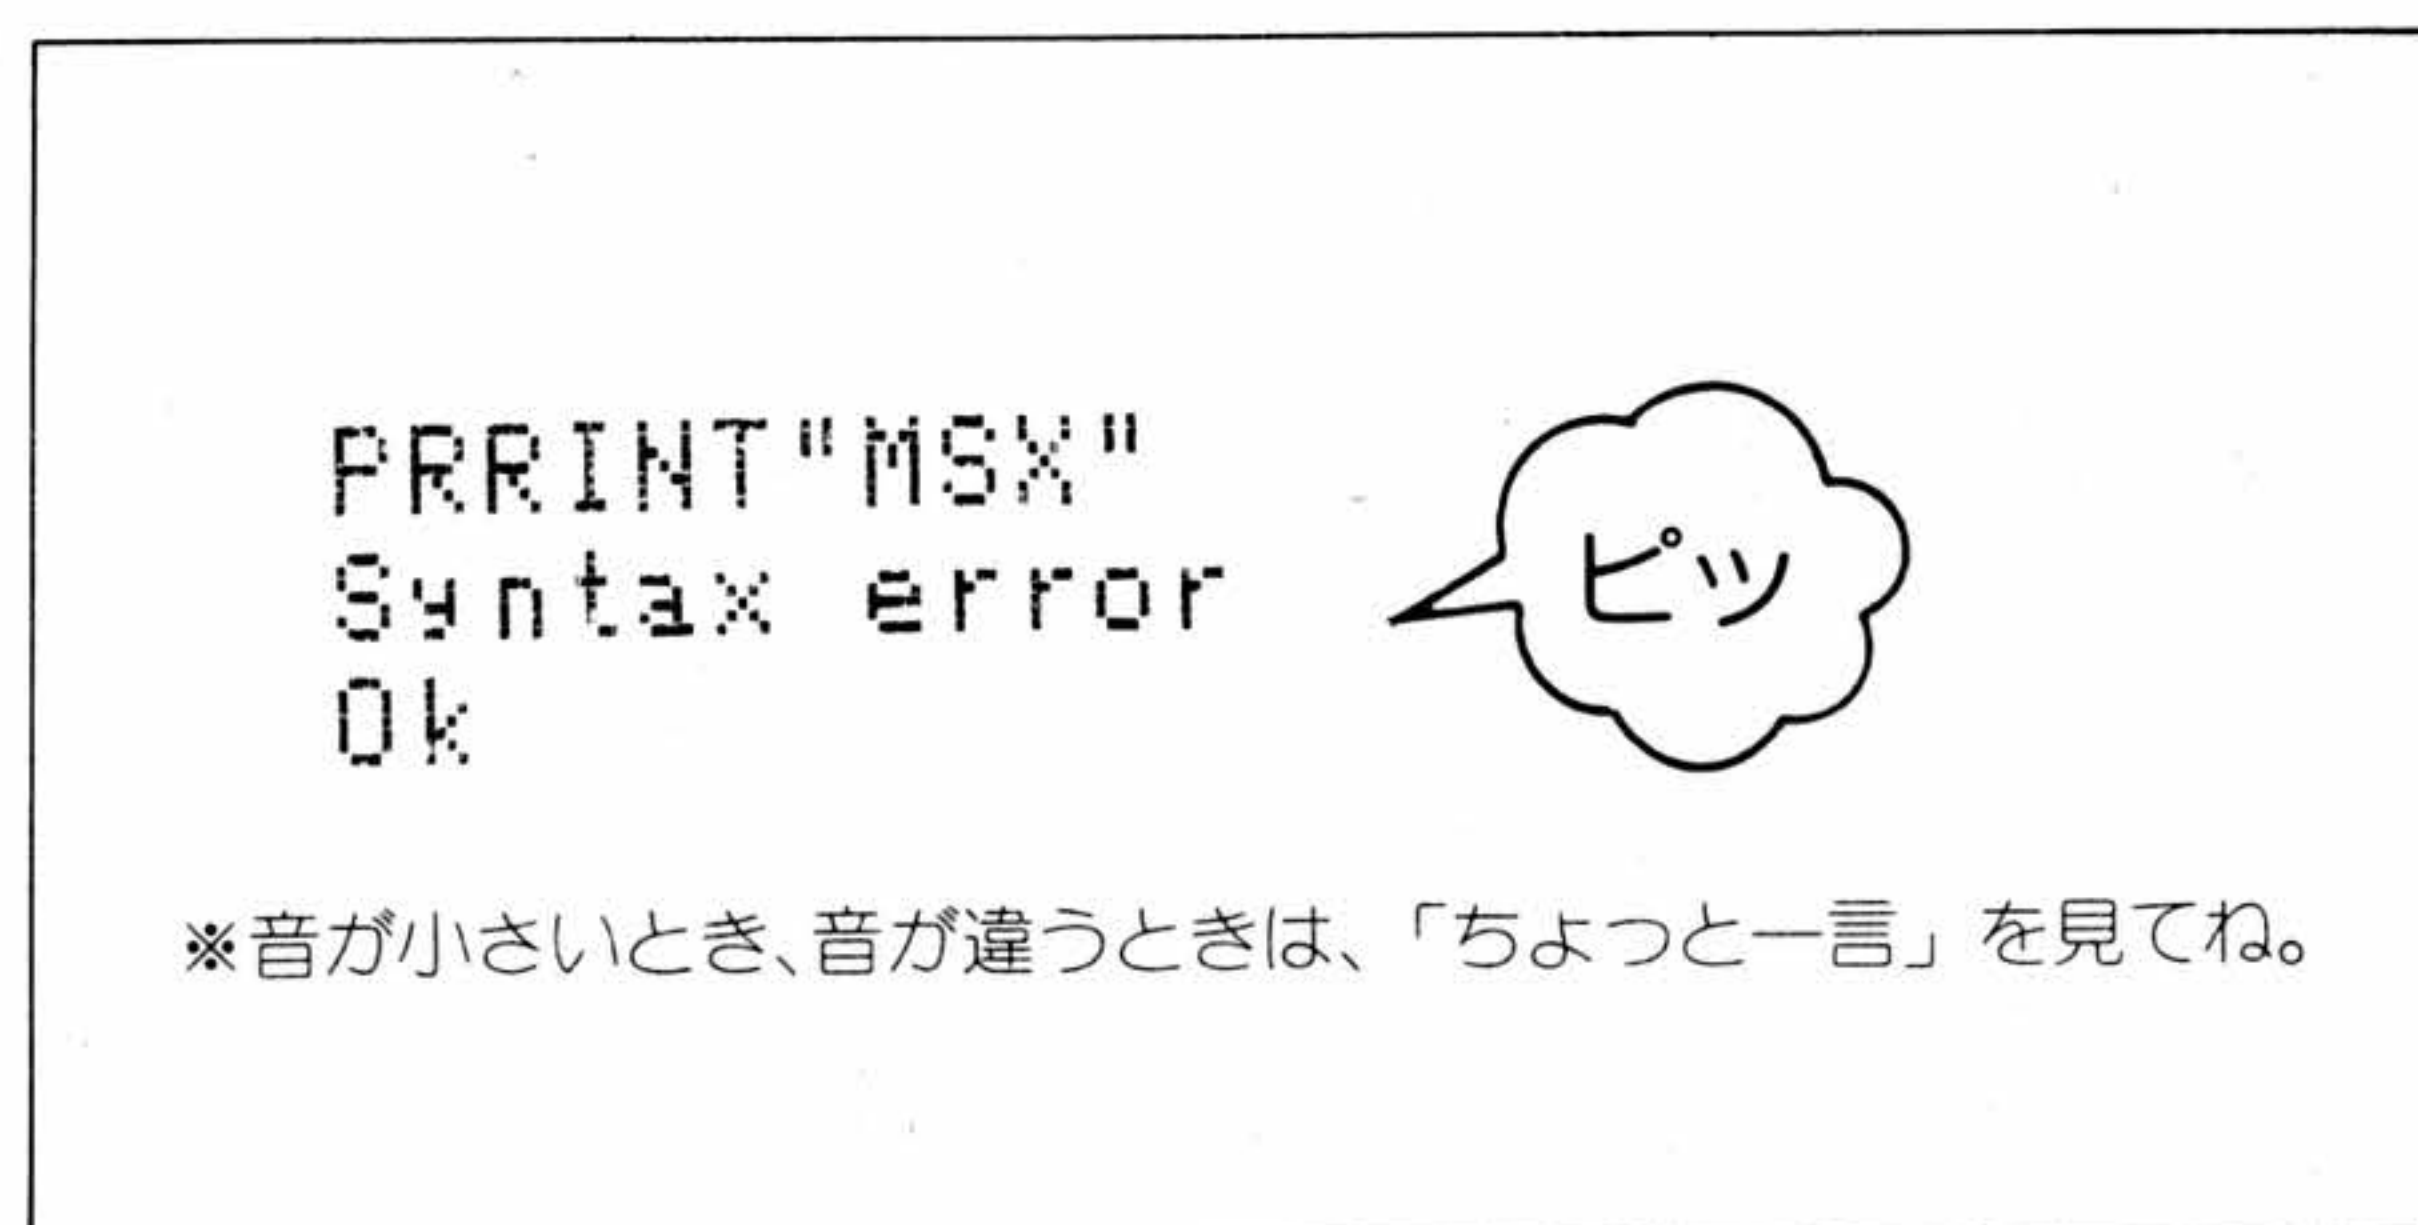 PRRINT"MSX"
Syntax error
Ok
ピッ
※音が小さいとき、音が違うときは、「ちょっと一言」を見てね。